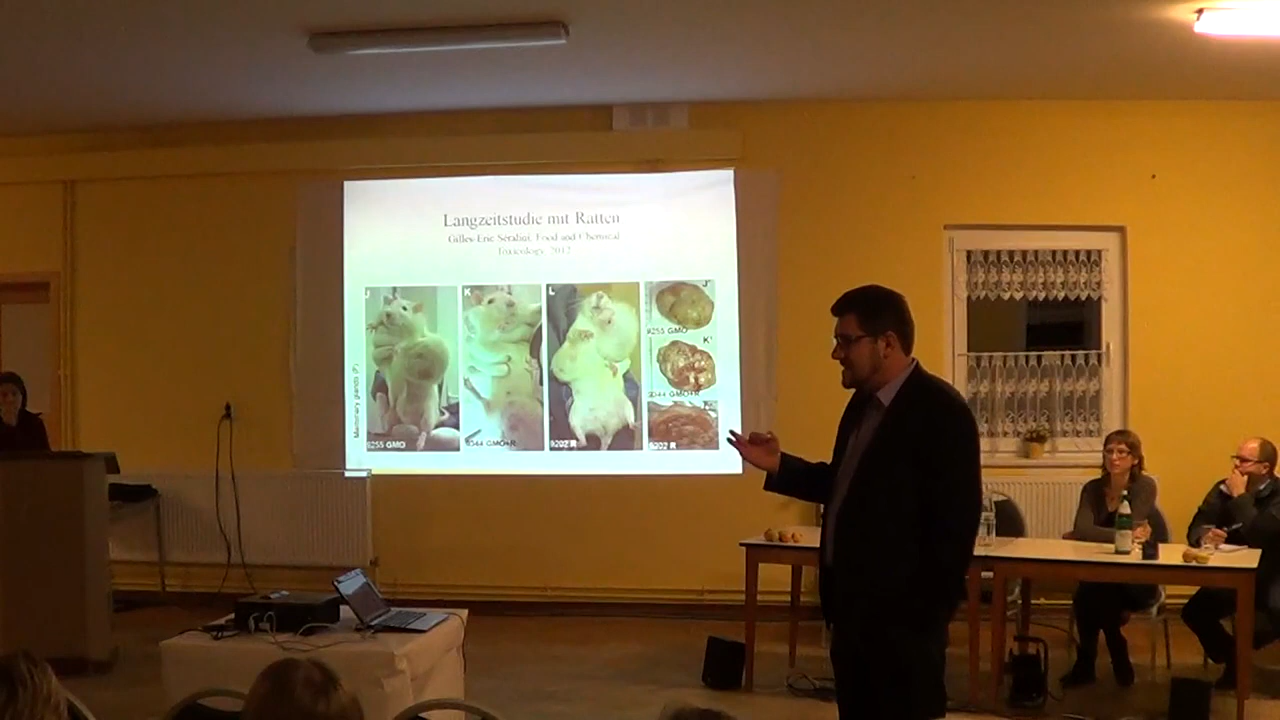 Langzeitstudie mit Ratten
Gilles-Eric Séralini, Food and Chemical
Toxicology, 2012
J
K
L
J'
K'
Mammary glands (F)
9255 GMO
9202 R
9255 GMO
GMO+R
9202 R